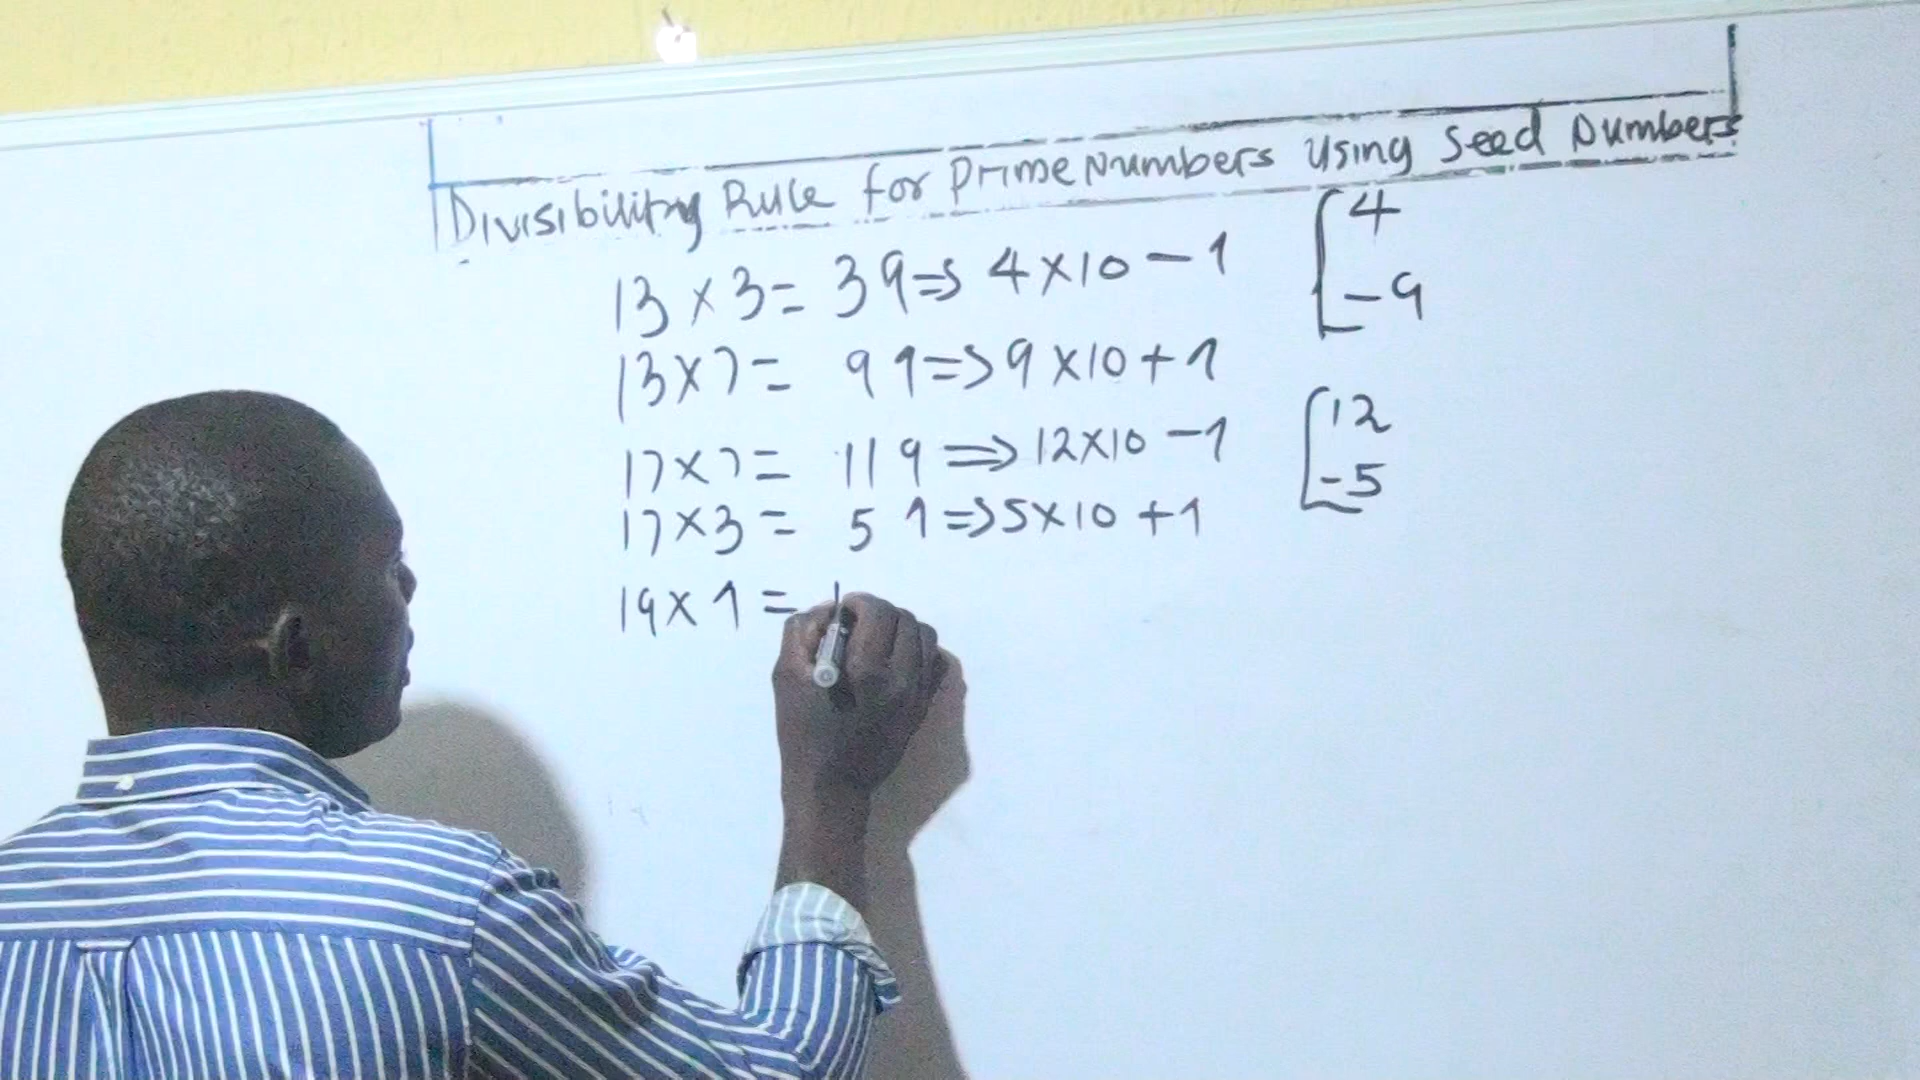 Divisibility Rule for Prime Numbers Using Seed Numbers
13 × 3 = 39 => 4 × 10 - 1 [ 4
-9
13 × 7 = 91 => 9 × 10 + 1
17 × 7 = 119 => 12 × 10 - 1 [ 12
-5
17 × 3 = 51 => 5 × 10 + 1
19 × 1 = 1